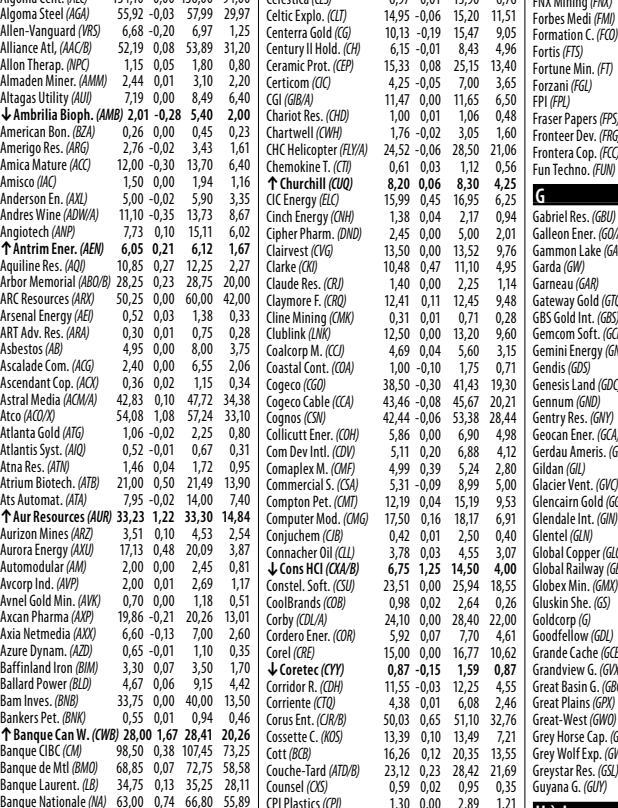 Algoma Steel (AGA) 55,92 -0,03 57,99 29,97
Allen-Vanguard (VRS) 6,68 -0,20 6,97 1,25
Alliance Atl, (AAC/B) 52,19 0,08 53,89 31,20
Allon Therap. (NPC) 1,15 0,05 1,80 0,80
Almaden Miner. (AMM) 2,44 0,01 3,10 2,20
Altagas Utility (AUI) 7,19 0,00 8,49 6,40
↓Ambrilia Bioph. (AMB) 2,01 -0,28 5,40 2,00
American Bon. (BZA) 0,26 0,00 0,45 0,23
Amerigo Res. (ARG) 2,76 -0,02 3,43 1,61
Amica Mature (ACC) 12,00 -0,30 13,70 6,40
Amisco (IAC) 1,50 0,00 1,94 1,16
Anderson En. (AXL) 5,00 -0,02 5,90 3,35
Andres Wine (ADW/A) 11,10 -0,35 13,73 8,67
Angiotech (ANP) 7,73 0,10 15,11 6,02
↑Antrim Ener. (AEN) 6,05 0,21 6,12 1,67
Aquiline Res. (AQI) 10,85 0,27 12,25 2,27
Arbor Memorial (ABO/B) 28,25 0,23 28,75 20,00
ARC Resources (ARX) 50,25 0,00 60,00 42,00
Arsenal Energy (AEI) 0,52 0,03 1,38 0,33
ART Adv. Res. (ARA) 0,30 0,01 0,75 0,28
Asbestos (AB) 4,95 0,00 8,00 3,75
Ascalade Com. (ACG) 2,40 0,00 6,55 2,06
Ascendant Cop. (ACX) 0,36 0,02 1,15 0,34
Astral Media (ACM/A) 42,83 0,10 47,72 34,38
Atco (ACO/X) 54,08 1,08 57,24 33,10
Atlanta Gold (ATG) 1,06 -0,02 2,25 0,80
Atlantis Syst. (AIQ) 0,52 -0,01 0,67 0,31
Atna Res. (ATN) 1,46 0,04 1,72 0,95
Atrium Biotech. (ATB) 21,00 0,50 21,49 13,90
Ats Automat. (ATA) 7,95 -0,02 14,00 7,40
↑Aur Resources (AUR) 33,23 1,22 33,30 14,84
Aurizon Mines (ARZ) 3,51 0,10 4,53 2,54
Aurora Energy (AXU) 17,13 0,48 20,09 3,87
Automodular (AM) 2,00 0,00 2,45 0,81
Avcorp Ind. (AVP) 2,00 0,01 2,69 1,17
Avnel Gold Min. (AVK) 0,70 0,00 1,18 0,51
Axcan Pharma (AXP) 19,86 -0,21 20,26 13,01
Axia Netmedia (AXX) 6,60 -0,13 7,00 2,60
Azure Dynam. (AZD) 0,65 -0,01 1,10 0,35
Baffinland Iron (BIM) 3,30 0,07 3,50 1,70
Ballard Power (BLD) 4,67 0,06 9,15 4,42
Bam Inves. (BNB) 33,75 0,00 40,00 13,50
Bankers Pet. (BNK) 0,55 0,01 0,94 0,46
↑Banque Can W. (CWB) 28,00 1,67 28,41 20,26
Banque CIBC (CM) 98,50 0,38 107,45 73,25
Banque de Mtl (BMO) 68,85 0,07 72,75 58,58
Banque Laurent. (LB) 34,75 0,13 35,25 28,11
Banque Nationale (NA) 63,00 0,74 66,80 55,89
Celtic Explo. (CLT) 14,95 -0,06 15,20 11,51
Centerra Gold (CG) 10,13 -0,19 15,47 9,05
Century II Hold. (CH) 6,15 -0,01 8,43 4,96
Ceramic Prot. (CEP) 15,33 0,08 25,15 13,40
Certicom (CIC) 4,25 -0,05 7,00 3,65
CGI (GIB/A) 11,47 0,00 11,65 6,50
Chariot Res. (CHD) 1,00 0,01 1,06 0,48
Chartwell (CWH) 1,76 -0,02 3,05 1,60
CHC Helicopter (FLY/A) 24,52 -0,06 28,50 21,06
Chemokine T. (CTI) 0,61 0,03 1,12 0,56
↑Churchill (CUQ) 8,20 0,06 8,30 4,25
CIC Energy (ELC) 15,99 0,45 16,95 6,25
Cinch Energy (CNH) 1,38 0,04 2,17 0,94
Cipher Pharm. (DND) 2,45 0,00 5,00 2,01
Clairvest (CVG) 13,50 0,00 13,52 9,76
Clarke (CKI) 10,48 0,47 11,10 4,95
Claude Res. (CRJ) 1,40 0,00 2,25 1,14
Claymore F. (CRQ) 12,41 0,11 12,45 9,48
Cline Mining (CMK) 0,31 0,01 0,71 0,28
Clublink (LNK) 12,50 0,00 13,20 9,60
Coalcorp M. (CCJ) 4,69 0,04 5,60 3,15
Coastal Cont. (COA) 1,00 -0,10 1,75 0,71
Cogeco (CGO) 38,50 -0,30 41,43 19,30
Cogeco Cable (CCA) 43,46 -0,08 45,67 20,21
Cognos (CSN) 42,44 -0,06 53,38 28,44
Collicutt Ener. (COH) 5,86 0,00 6,90 4,98
Com Dev Intl. (CDV) 5,11 0,20 6,88 4,12
Comaplex M. (CMF) 4,99 0,39 5,24 2,80
Commercial S. (CSA) 5,31 -0,09 8,99 5,00
Compton Pet. (CMT) 12,19 0,04 15,19 9,53
Computer Mod. (CMG) 17,50 0,16 18,17 6,91
Conjuchem (CJB) 0,42 0,01 2,50 0,40
Connacher Oil (CLL) 3,78 0,03 4,55 3,07
↓Cons HCI (CXA/B) 6,75 1,25 14,50 4,00
Constel. Soft. (CSU) 23,51 0,00 25,94 18,55
CoolBrands (COB) 0,98 0,02 2,64 0,26
Corby (CDL/A) 24,10 0,00 28,40 22,00
Cordero Ener. (COR) 5,92 0,07 7,70 4,61
Corel (CRE) 15,00 0,00 16,77 10,62
↓Coretec (CYY) 0,87 -0,15 1,59 0,87
Corridor R. (CDH) 11,55 -0,03 12,25 4,55
Corriente (CTQ) 4,38 0,01 6,08 2,46
Corus Ent. (CJR/B) 50,03 0,65 51,10 32,76
Cossette C. (KOS) 13,39 0,10 13,49 7,21
Cott (BCB) 16,26 0,12 20,35 13,55
Couche-Tard (ATD/B) 23,12 0,23 28,42 21,69
Counsel (CXS) 0,59 0,02 0,95 0,35
CPI Plastics (CPI) 1,30 0,00 2,89 1,21
FNX Mining (FNX)
Forbes Medi (FMI)
Formation C. (FCO)
Fortis (FTS)
Fortune Min. (FT)
Forzani (FGL)
FPI (FPL)
Fraser Papers (FPS)
Fronteer Dev. (FRG)
Frontera Cop. (FCC)
Fun Techno. (FUN)
G
Gabriel Res. (GBU)
Galleon Ener. (GO/
Gammon Lake (GA
Garda (GW)
Garneau (GAR)
Gateway Gold (GTQ
GBS Gold Int. (GBS)
Gemcom Soft. (GC
Gemini Energy (GN
Gendis (GDS)
Genesis Land (GDC
Gennum (GND)
Gentry Res. (GNY)
Geocan Ener. (GCA
Gerdau Ameris. (G
Gildan (GIL)
Glacier Vent. (GVC)
Glencairn Gold (GG
Glendale Int. (GIN)
Glentel (GLN)
Global Copper (GL
Global Railway (G
Globex Min. (GMX)
Gluskin She. (GS)
Goldcorp (G)
Goodfellow (GDL)
Grande Cache (GCE
Grandview G. (GVX
Great Basin G. (GB
Great Plains (GPX)
Great-West (GWO)
Grey Horse Cap. (G
Grey Wolf Exp. (GW
Greystar Res. (GSL)
Guyana G. (GUY)